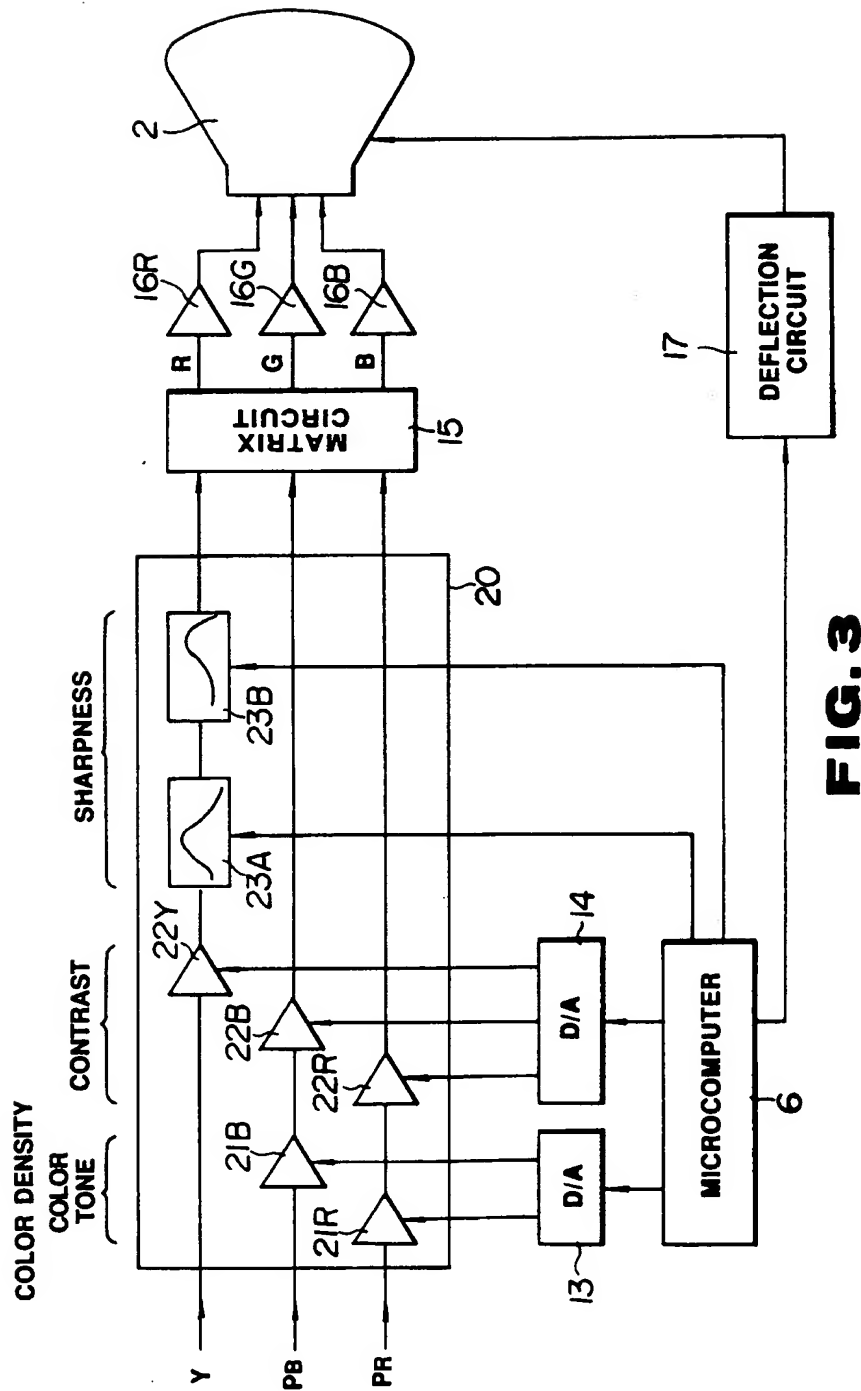 COLOR DENSITY
COLOR
TONE
CONTRAST
SHARPNESS
Y
PB
PR
21R
21B
22R
22B
22Y
23A
23B
20
MATRIX
CIRCUIT
15
R
G
B
16R
16G
16B
2
13
D/A
14
D/A
MICROCOMPUTER
6
17
DEFLECTION
CIRCUIT
FIG. 3